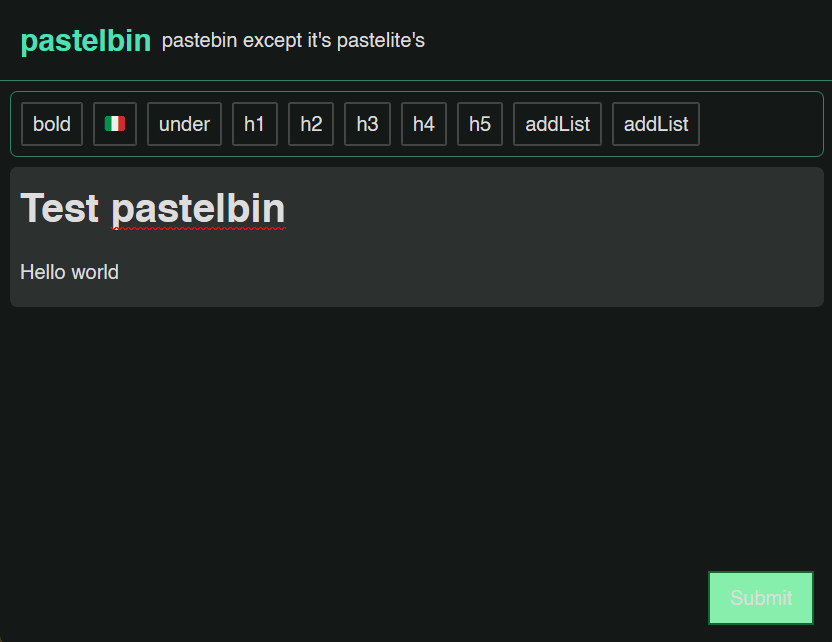 pastelbin pastebin except it's pastelite's
bold 🇮🇹 under h1 h2 h3 h4 h5 addList addList
Test pastelbin
Hello world
Submit